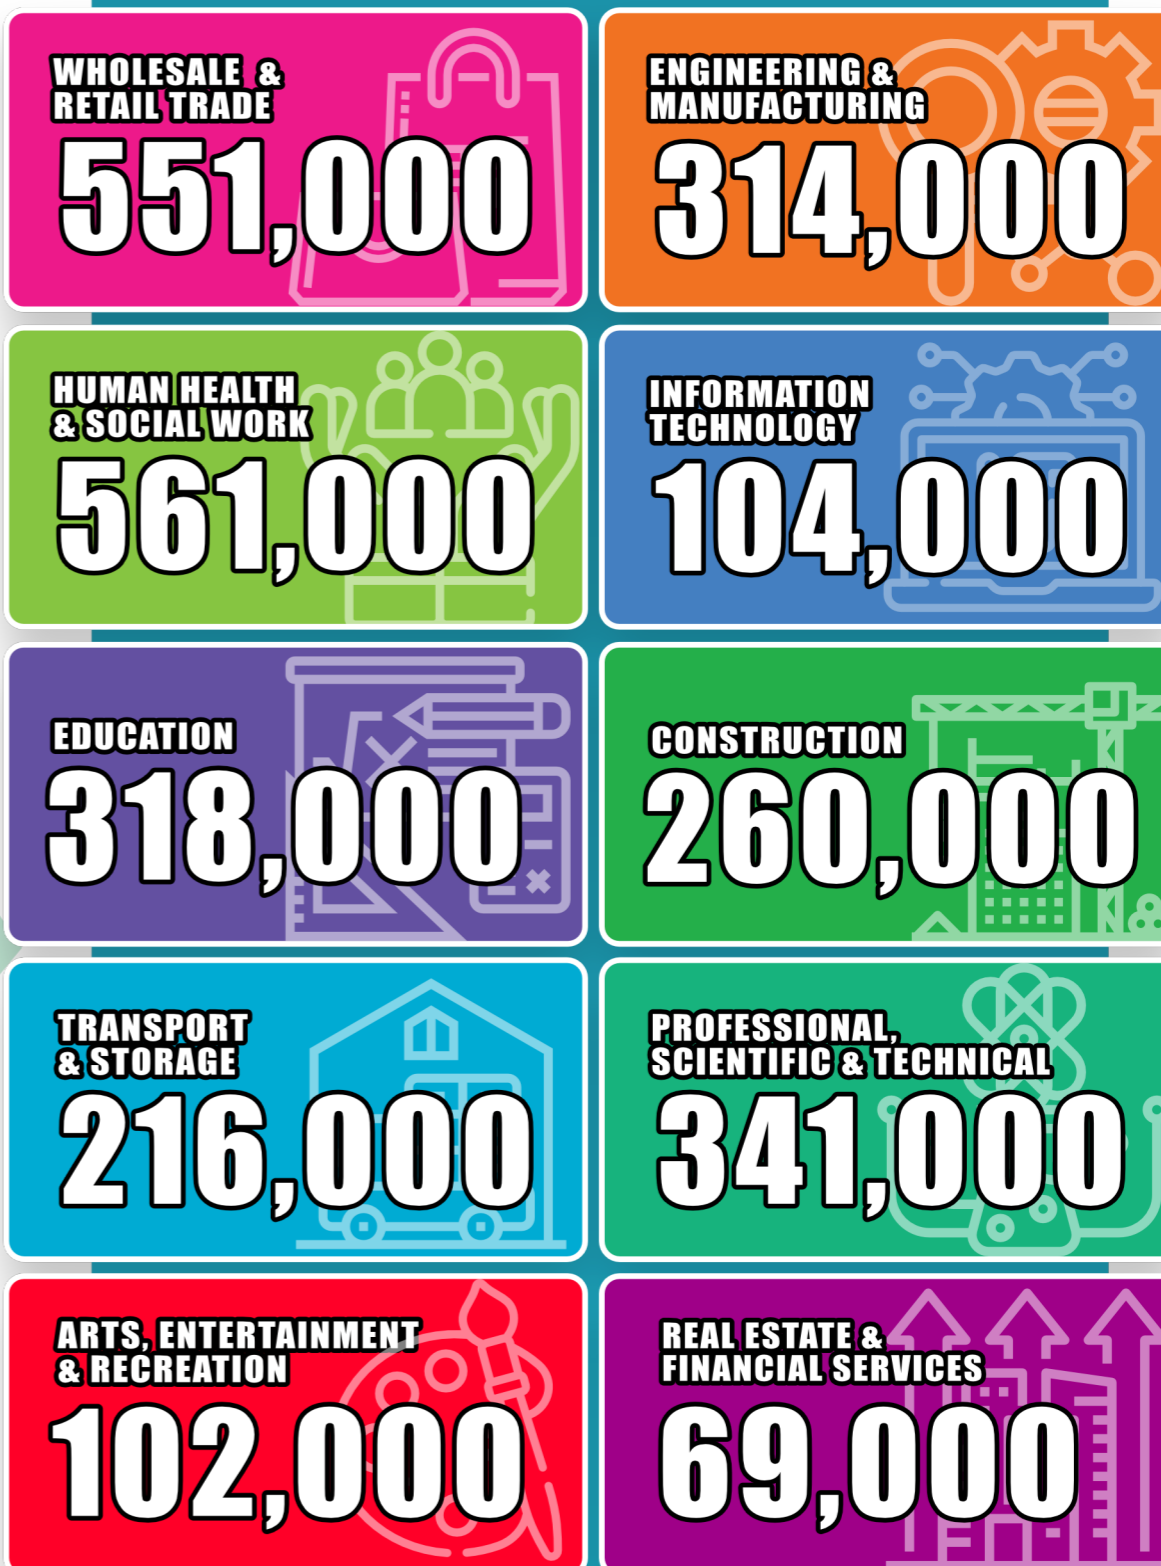 WHOLESALE &
RETAIL TRADE
551,000
ENGINEERING &
MANUFACTURING
314,000
HUMAN HEALTH
& SOCIAL WORK
561,000
INFORMATION
TECHNOLOGY
104,000
EDUCATION
318,000
CONSTRUCTION
260,000
TRANSPORT
& STORAGE
216,000
PROFESSIONAL,
SCIENTIFIC & TECHNICAL
341,000
ARTS, ENTERTAINMENT
& RECREATION
102,000
REAL ESTATE &
FINANCIAL SERVICES
69,000